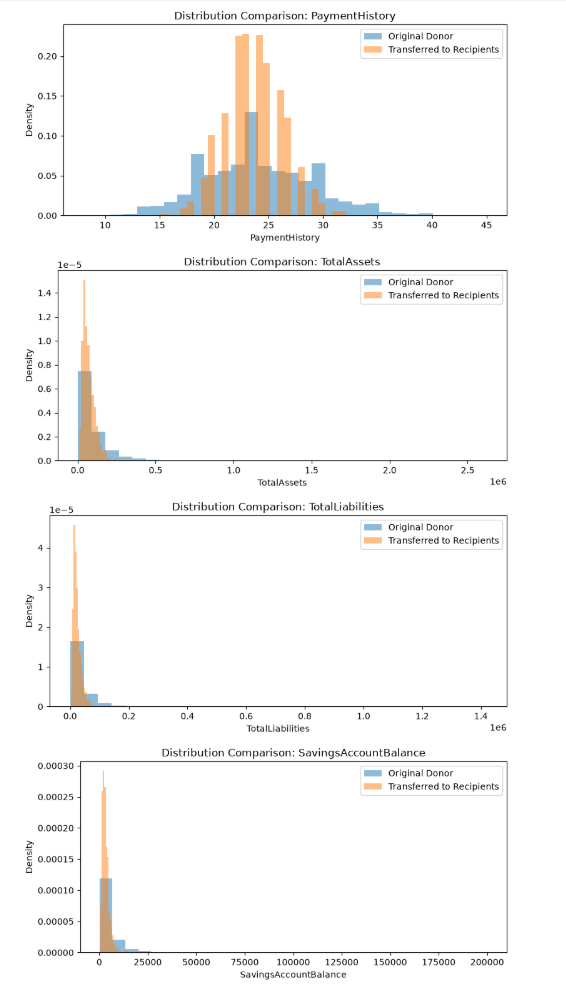 Distribution Comparison: PaymentHistory
Original Donor
Transferred to Recipients
Density
0.20
0.15
0.10
0.05
0.00
10 15 20 25 30 35 40 45
PaymentHistory
Distribution Comparison: TotalAssets
1e−5
Original Donor
Transferred to Recipients
Density
1.4
1.2
1.0
0.8
0.6
0.4
0.2
0.0
0.0 0.5 1.0 1.5 2.0 2.5
1e6
TotalAssets
Distribution Comparison: TotalLiabilities
1e−5
Original Donor
Transferred to Recipients
Density
4
3
2
1
0
0.0 0.2 0.4 0.6 0.8 1.0 1.2 1.4
1e6
TotalLiabilities
Distribution Comparison: SavingsAccountBalance
Original Donor
Transferred to Recipients
Density
0.00030
0.00025
0.00020
0.00015
0.00010
0.00005
0.00000
0 25000 50000 75000 100000 125000 150000 175000 200000
SavingsAccountBalance